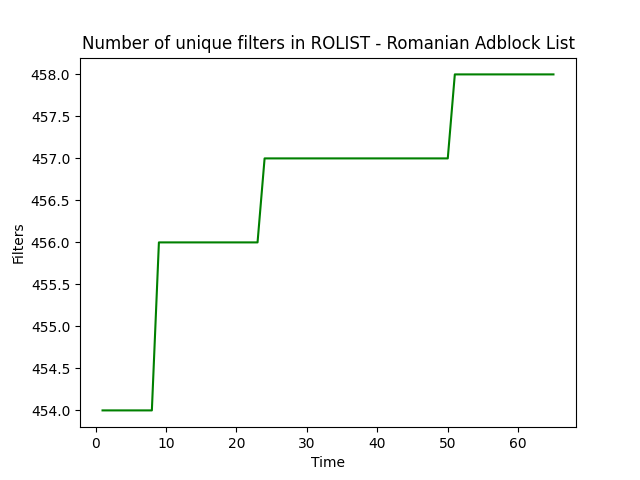 Number of unique filters in ROLIST - Romanian Adblock List
458.0
457.5
457.0
456.5
456.0
455.5
455.0
454.5
454.0
Filters
0 10 20 30 40 50 60
Time